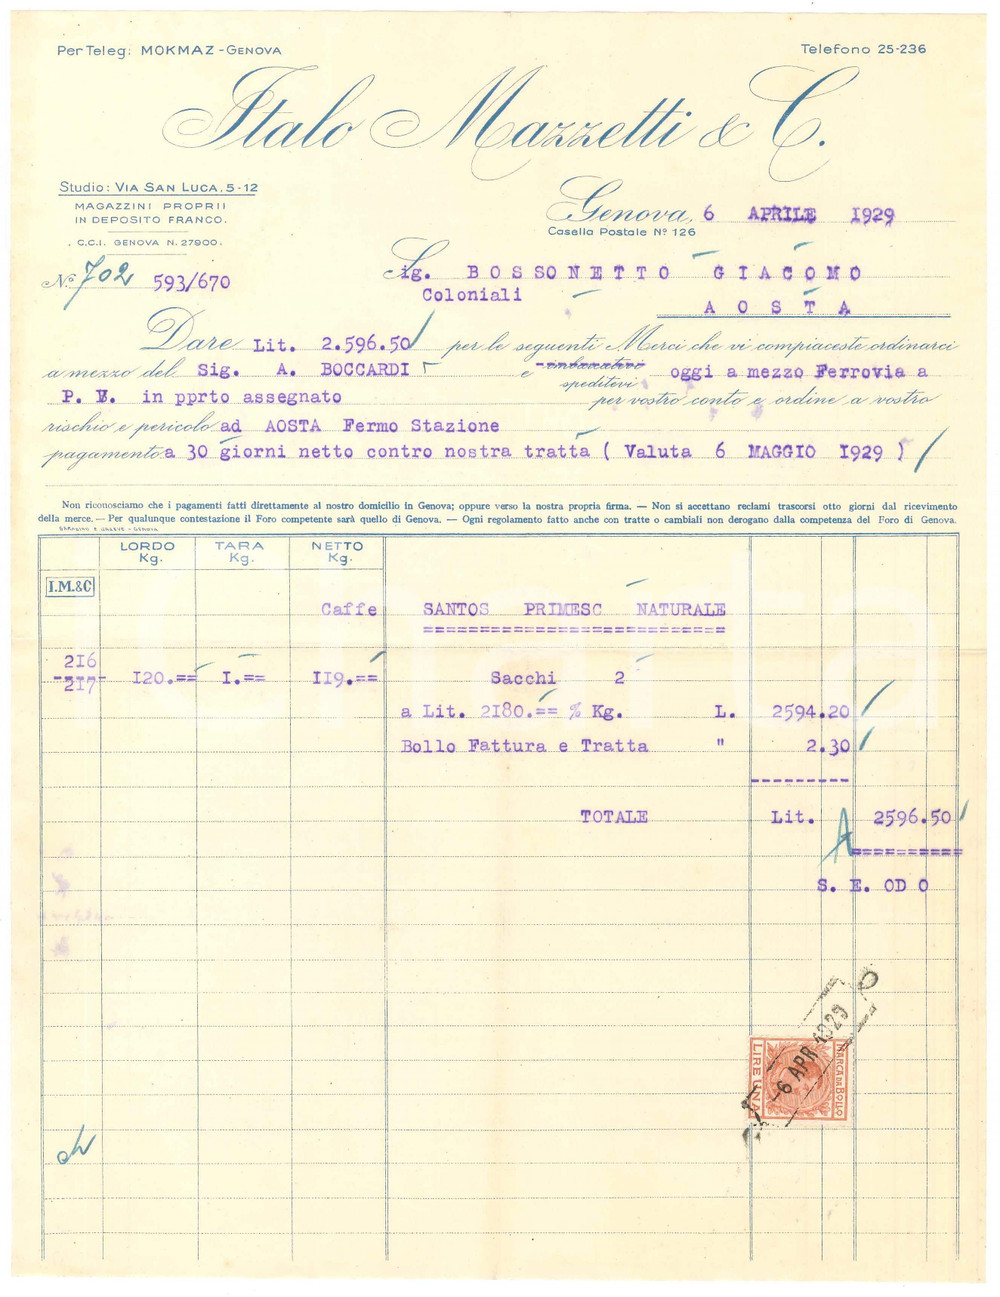 Per Teleg: MOKMAZ - GENOVA
Telefono 25-236
Italo Mazzetti & C.
Studio: VIA SAN LUCA, 5-12
MAGAZZINI PROPRII
IN DEPOSITO FRANCO.
C.C.I. GENOVA N. 27900.
Genova, 6 APRILE 1929
Casella Postale Nº 126
Nº 702 593/670
Sig. BOSSONETTO GIACOMO
Coloniali
AOSTA
Dare Lit. 2.596.50 per le seguenti Merci che vi compiaceste ordinarci
a mezzo del Sig. A. BOCCARDI e imbarcatevi oggi a mezzo Ferrovia a
speditevi
P. V. in pprto assegnato per vostro conto e ordine a vostro
rischio e pericolo ad AOSTA Fermo Stazione
pagamento a 30 giorni netto contro nostra tratta ( Valuta 6 MAGGIO 1929 )
Non riconosciamo che i pagamenti fatti direttamente al nostro domicilio in Genova; oppure verso la nostra propria firma. — Non si accettano reclami trascorsi otto giorni dal ricevimento
della merce. — Per qualunque contestazione il Foro competente sarà quello di Genova. — Ogni regolamento fatto anche con tratte o cambiali non derogano dalla competenza del Foro di Genova.
LORDO Kg. TARA Kg. NETTO Kg.
I.M.&C
Caffe SANTOS PRIMESC NATURALE
===========================
216
-217- 120.== 1.== 119.== Sacchi 2
a Lit. 2180.== % Kg. L. 2594.20
Bollo Fattura e Tratta " 2.30
----------
TOTALE Lit. 2596.50
==========
S. E. OD O
LIRE UNA
MARCA DA BOLLO
-6 APR 1929